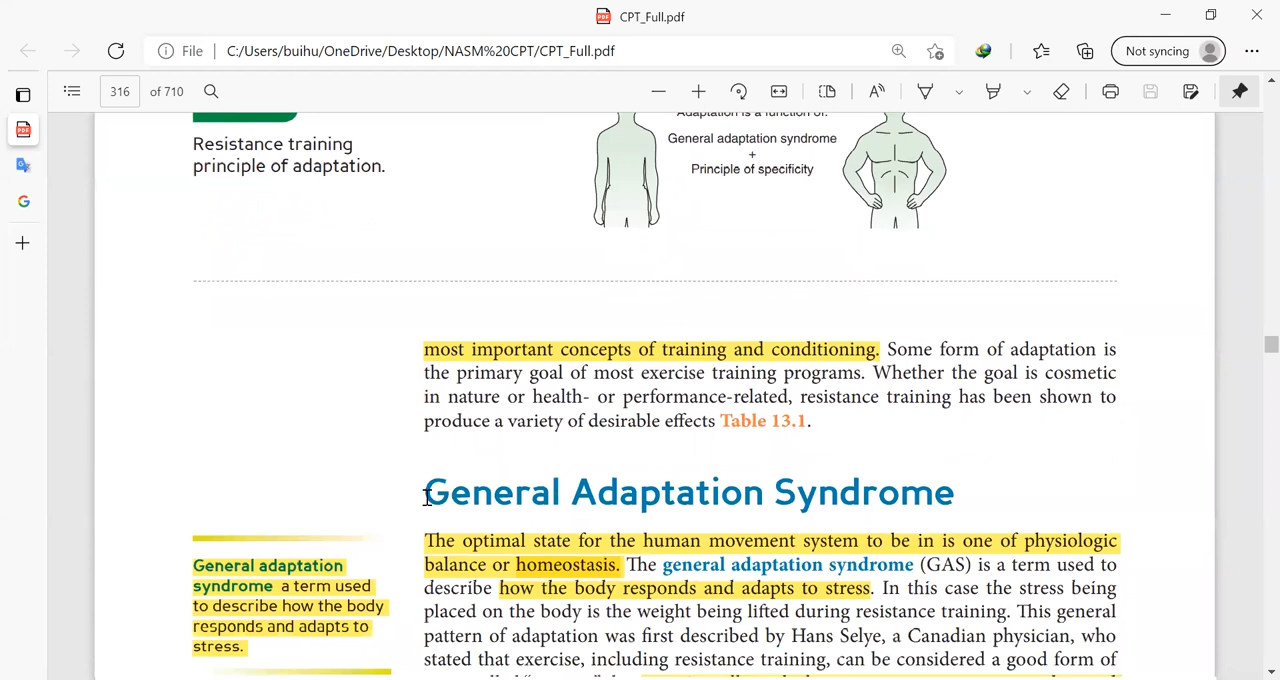 CPT_Full.pdf
File
C:/Users/buihu/OneDrive/Desktop/NASM%20CPT/CPT_Full.pdf
Not syncing
316 of 710
Adaptation is a function of:
General adaptation syndrome
+
Principle of specificity
Resistance training
principle of adaptation.
most important concepts of training and conditioning. Some form of adaptation is
the primary goal of most exercise training programs. Whether the goal is cosmetic
in nature or health- or performance-related, resistance training has been shown to
produce a variety of desirable effects Table 13.1.
General Adaptation Syndrome
The optimal state for the human movement system to be in is one of physiologic
balance or homeostasis. The general adaptation syndrome (GAS) is a term used to
describe how the body responds and adapts to stress. In this case the stress being
placed on the body is the weight being lifted during resistance training. This general
pattern of adaptation was first described by Hans Selye, a Canadian physician, who
stated that exercise, including resistance training, can be considered a good form of
General adaptation
syndrome a term used
to describe how the body
responds and adapts to
stress.